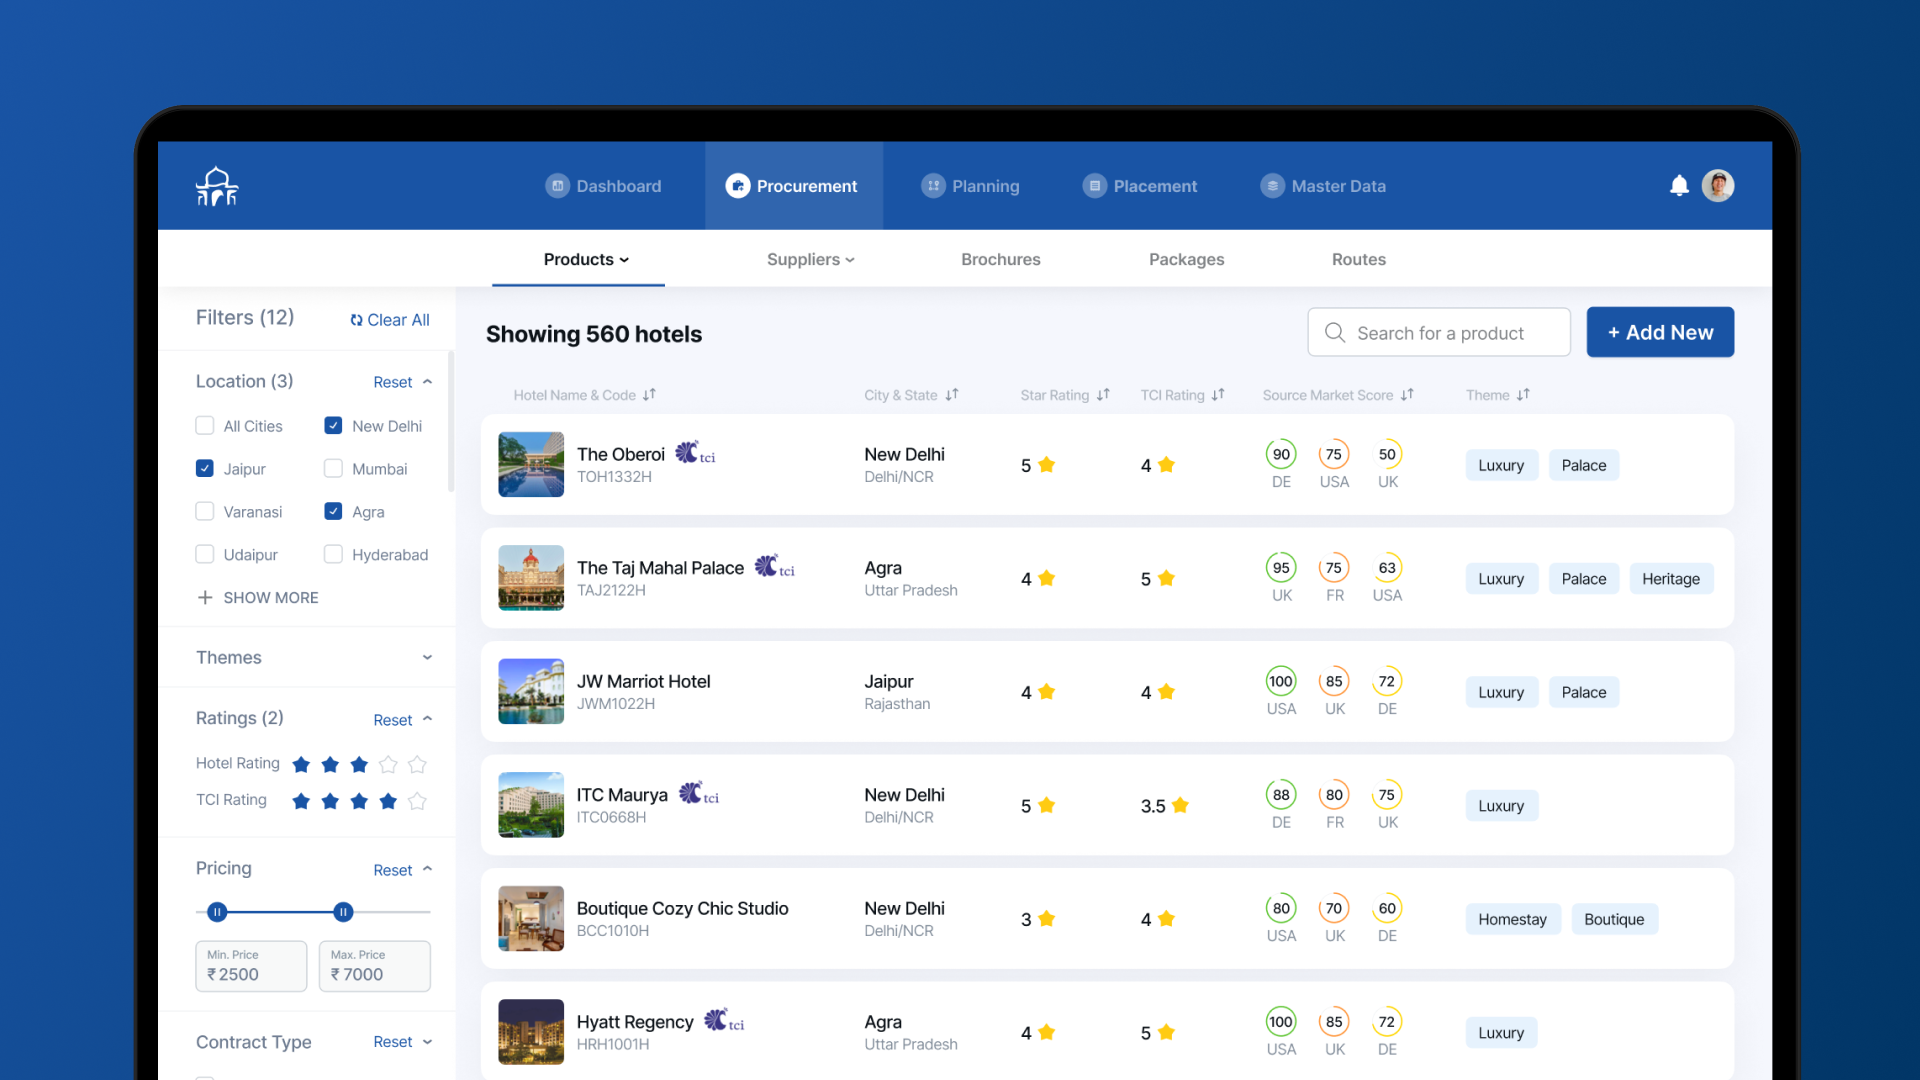 Dashboard
Procurement
Planning
Placement
Master Data
Products
Suppliers
Brochures
Packages
Routes
Filters (12)
Clear All
Location (3)
Reset
All Cities
New Delhi
Jaipur
Mumbai
Varanasi
Agra
Udaipur
Hyderabad
+ SHOW MORE
Themes
Ratings (2)
Reset
Hotel Rating
TCI Rating
Pricing
Reset
Min. Price
₹ 2500
Max. Price
₹ 7000
Contract Type
Reset
Showing 560 hotels
Search for a product
+ Add New
Hotel Name & Code
City & State
Star Rating
TCI Rating
Source Market Score
Theme
The Oberoi tci
TOH1332H
New Delhi
Delhi/NCR
5
4
90 75 50
DE USA UK
Luxury Palace
The Taj Mahal Palace tci
TAJ2122H
Agra
Uttar Pradesh
4
5
95 75 63
UK FR USA
Luxury Palace Heritage
JW Marriot Hotel
JWM1022H
Jaipur
Rajasthan
4
4
100 85 72
USA UK DE
Luxury Palace
ITC Maurya tci
ITC0668H
New Delhi
Delhi/NCR
5
3.5
88 80 75
DE FR UK
Luxury
Boutique Cozy Chic Studio
BCC1010H
New Delhi
Delhi/NCR
3
4
80 70 60
USA UK DE
Homestay Boutique
Hyatt Regency tci
HRH1001H
Agra
Uttar Pradesh
4
5
100 85 72
USA UK DE
Luxury